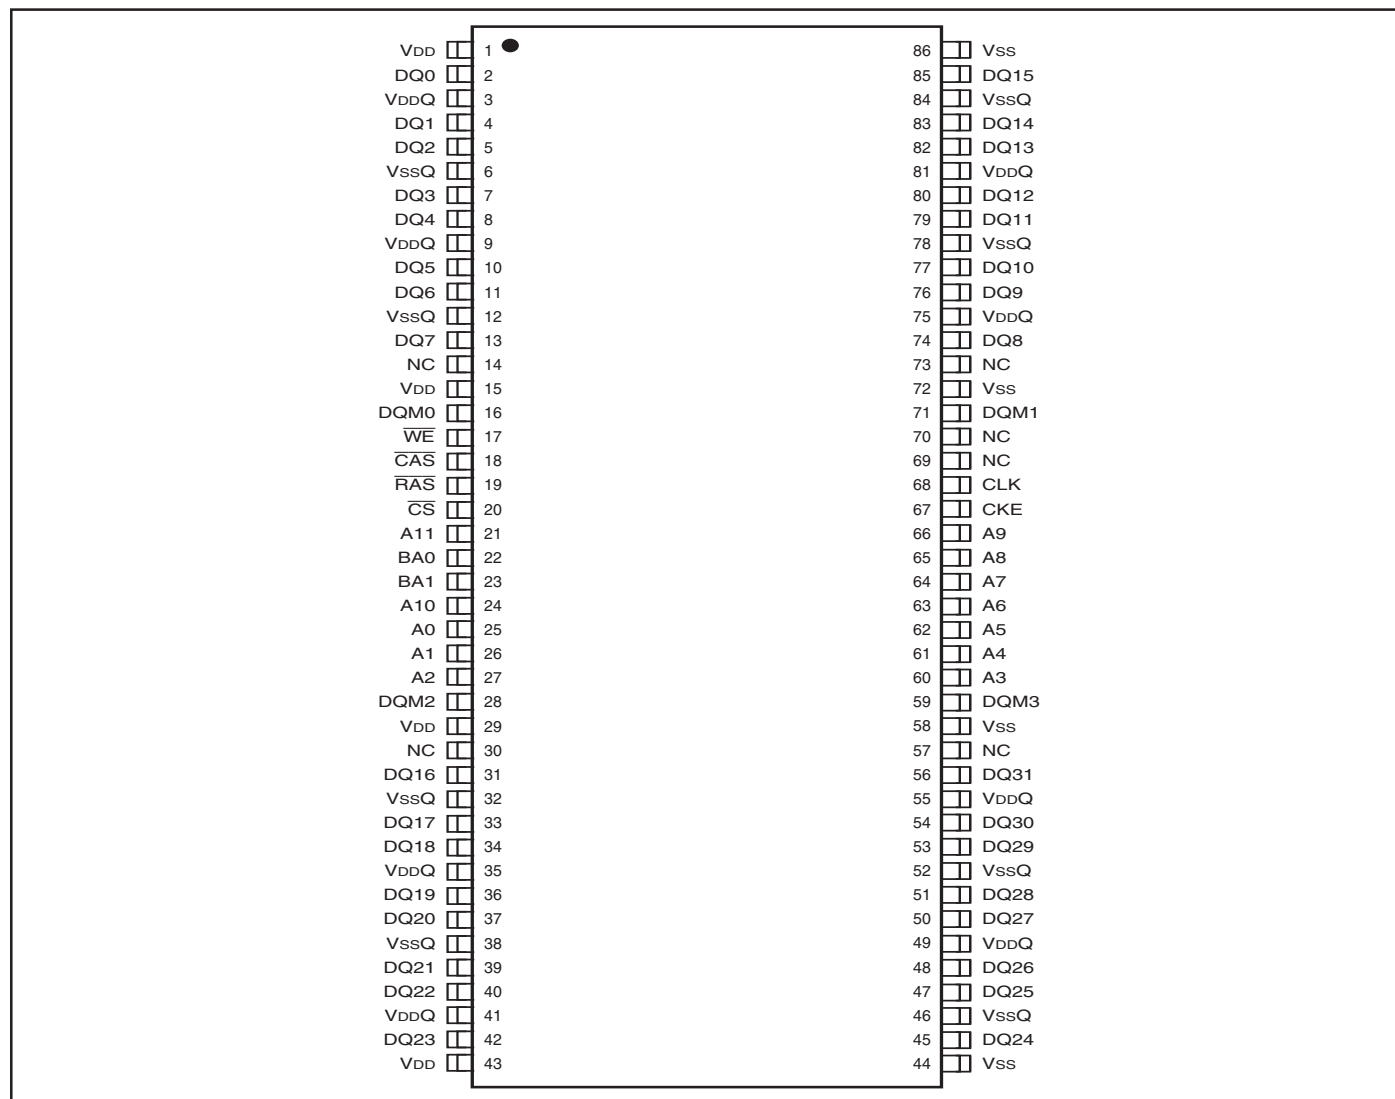 VDD 1 86 VSS
DQ0 2 85 DQ15
VDDQ 3 84 VSSQ
DQ1 4 83 DQ14
DQ2 5 82 DQ13
VSSQ 6 81 VDDQ
DQ3 7 80 DQ12
DQ4 8 79 DQ11
VDDQ 9 78 VSSQ
DQ5 10 77 DQ10
DQ6 11 76 DQ9
VSSQ 12 75 VDDQ
DQ7 13 74 DQ8
NC 14 73 NC
VDD 15 72 VSS
DQM0 16 71 DQM1
W̅E̅ 17 70 NC
C̅A̅S̅ 18 69 NC
R̅A̅S̅ 19 68 CLK
C̅S̅ 20 67 CKE
A11 21 66 A9
BA0 22 65 A8
BA1 23 64 A7
A10 24 63 A6
A0 25 62 A5
A1 26 61 A4
A2 27 60 A3
DQM2 28 59 DQM3
VDD 29 58 VSS
NC 30 57 NC
DQ16 31 56 DQ31
VSSQ 32 55 VDDQ
DQ17 33 54 DQ30
DQ18 34 53 DQ29
VDDQ 35 52 VSSQ
DQ19 36 51 DQ28
DQ20 37 50 DQ27
VSSQ 38 49 VDDQ
DQ21 39 48 DQ26
DQ22 40 47 DQ25
VDDQ 41 46 VSSQ
DQ23 42 45 DQ24
VDD 43 44 VSS